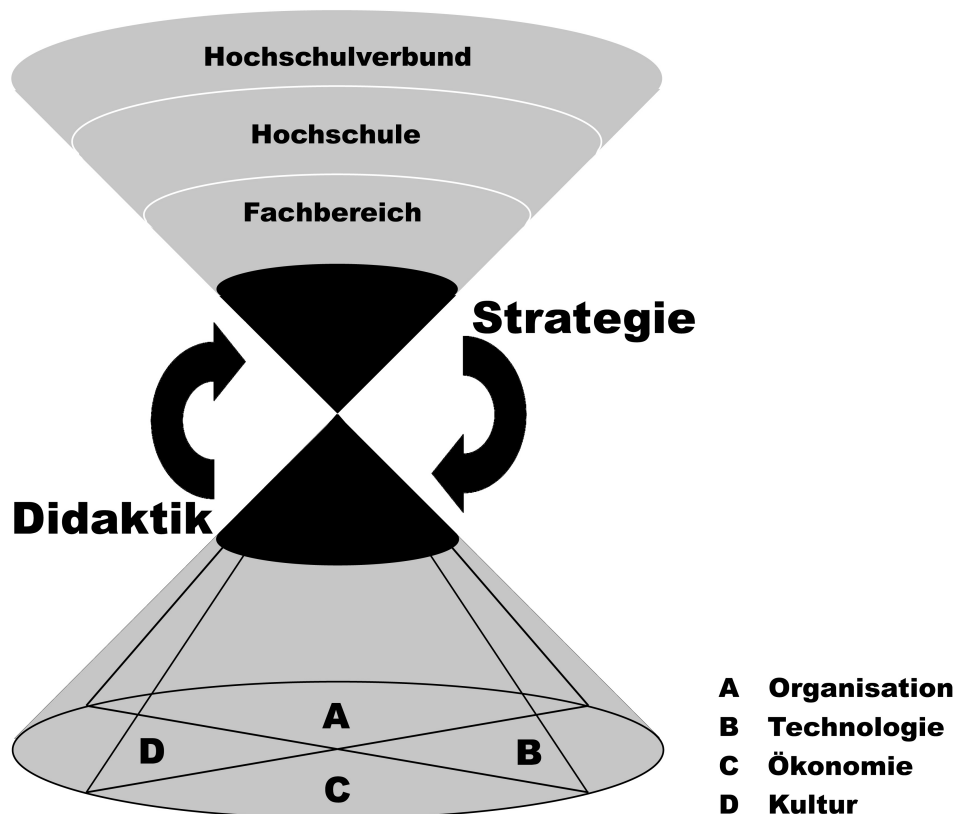 Hochschulverbund
Hochschule
Fachbereich
Strategie
Didaktik
A
D
B
C
A Organisation
B Technologie
C Ökonomie
D Kultur